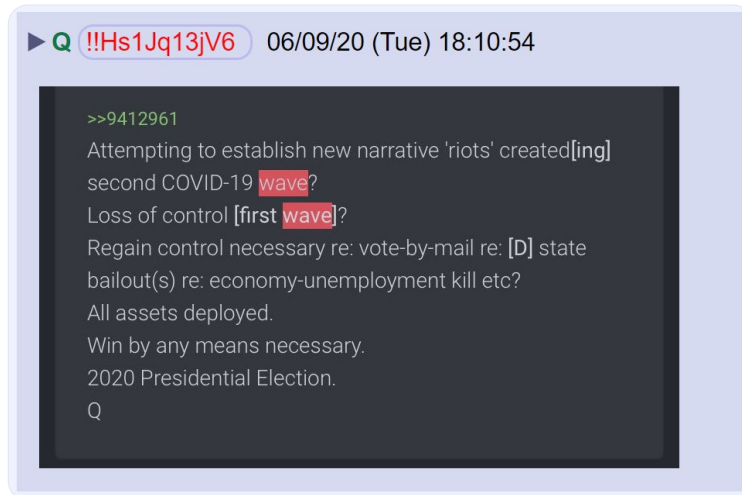 ▶ Q !!Hs1Jq13jV6 06/09/20 (Tue) 18:10:54
>>9412961
Attempting to establish new narrative 'riots' created[ing]
second COVID-19 wave?
Loss of control [first wave]?
Regain control necessary re: vote-by-mail re: [D] state
bailout(s) re: economy-unemployment kill etc?
All assets deployed.
Win by any means necessary.
2020 Presidential Election.
Q